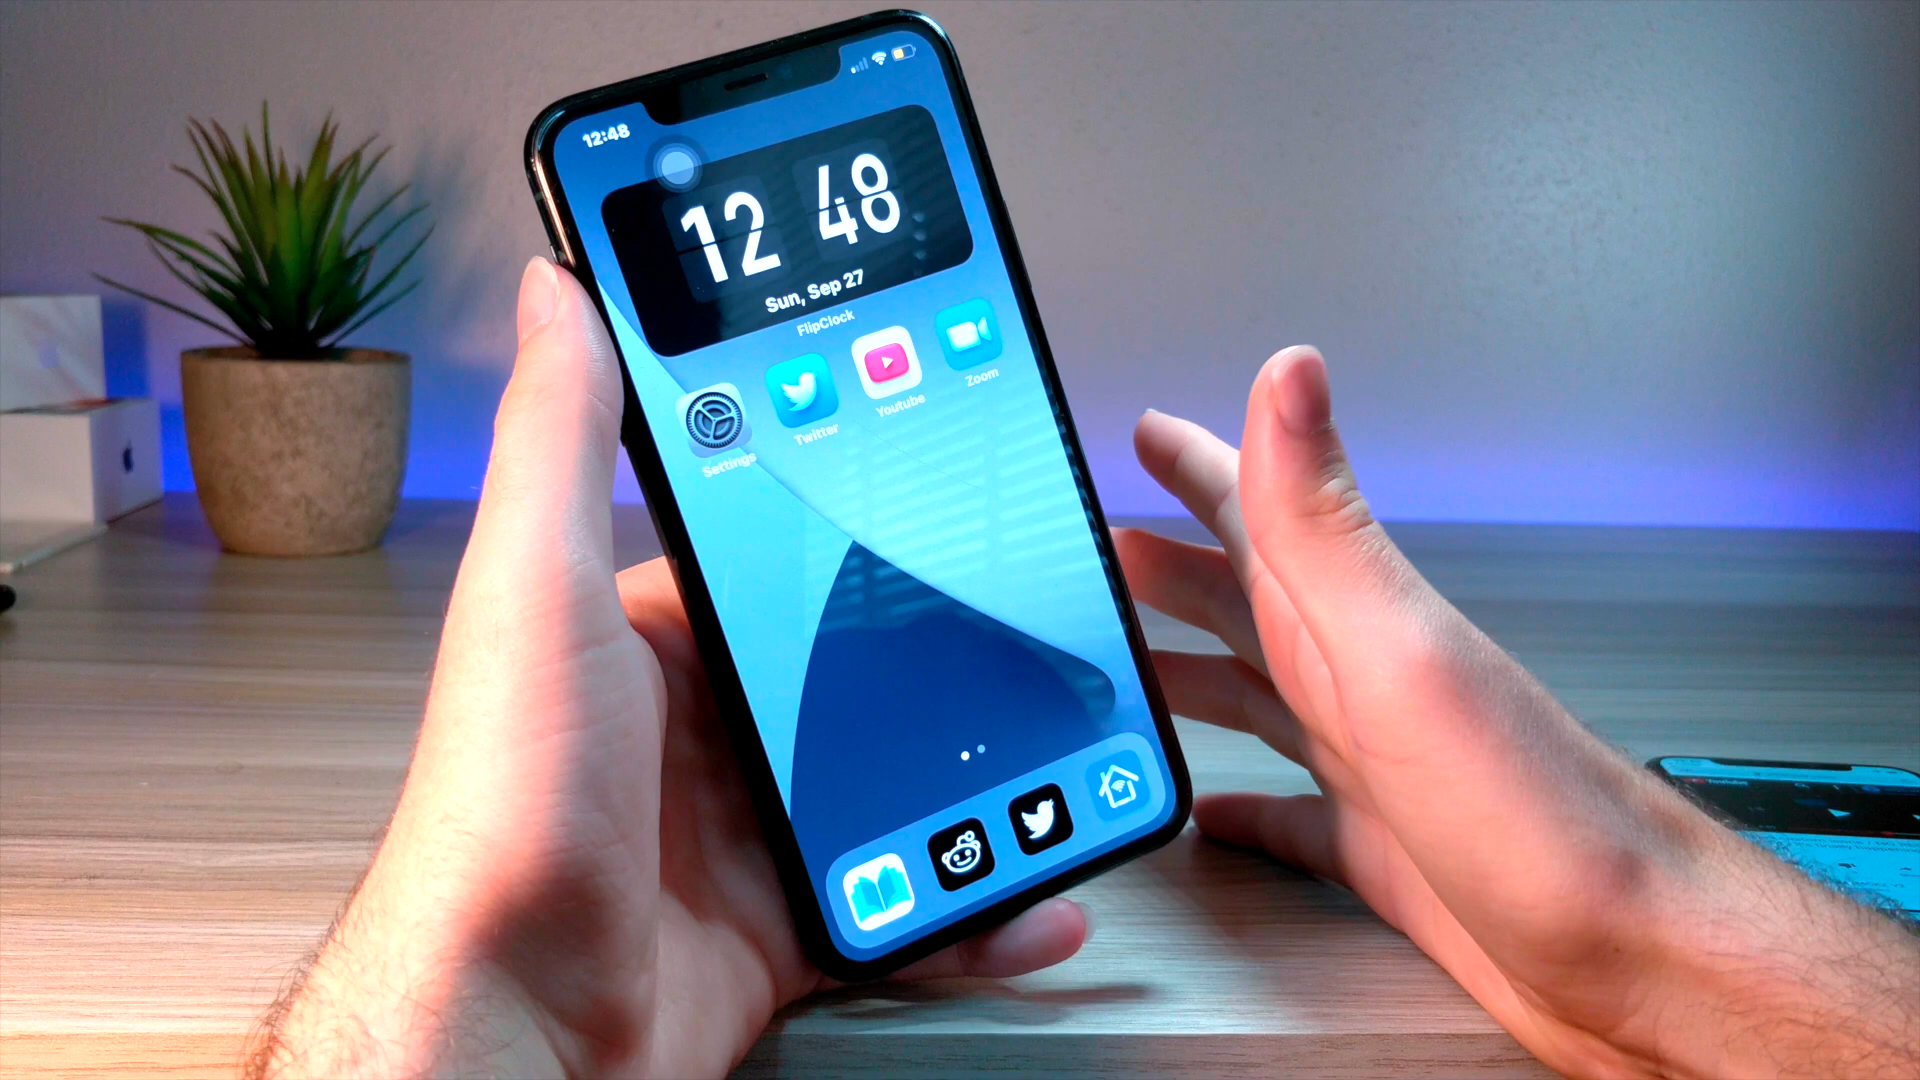 12:48
12 48
Sun, Sep 27
FlipClock
Settings
Twitter
Youtube
Zoom